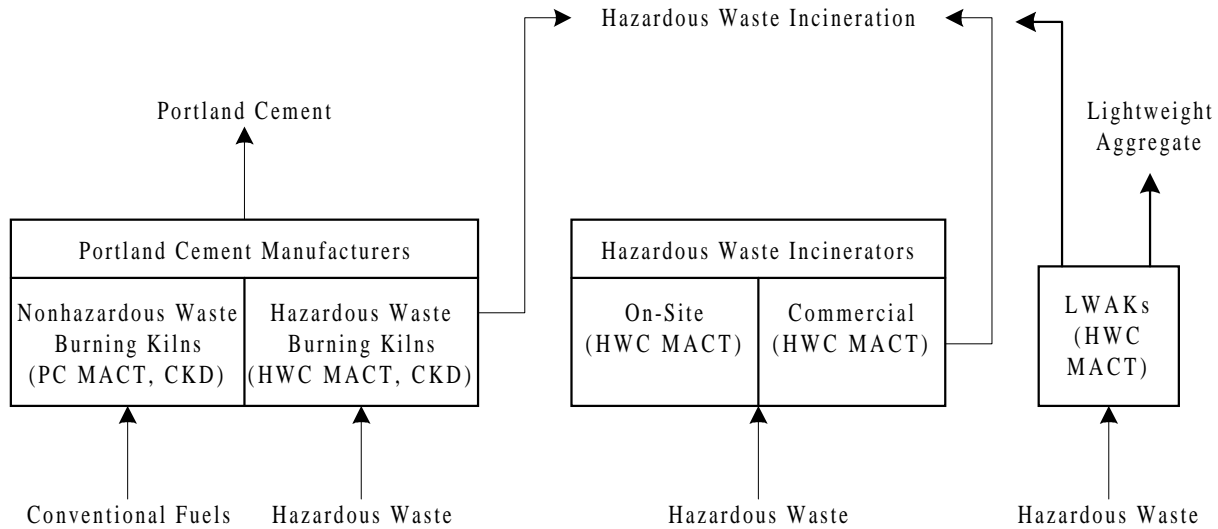 Hazardous Waste Incineration
Portland Cement
Lightweight
Aggregate
Portland Cement Manufacturers
Nonhazardous Waste
Burning Kilns
(PC MACT, CKD)
Hazardous Waste
Burning Kilns
(HWC MACT, CKD)
Hazardous Waste Incinerators
On-Site
(HWC MACT)
Commercial
(HWC MACT)
LWAKs
(HWC
MACT)
Conventional Fuels
Hazardous Waste
Hazardous Waste
Hazardous Waste